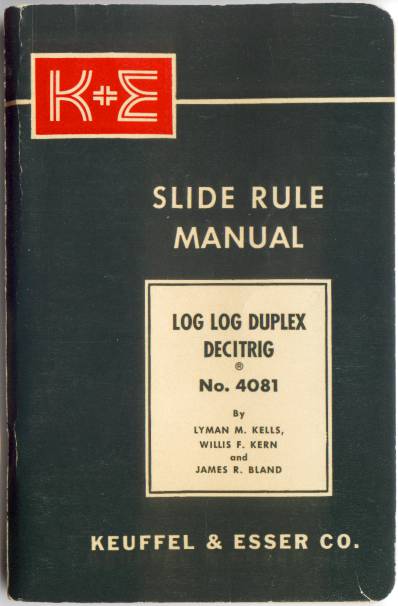 K+E
SLIDE RULE
MANUAL
LOG LOG DUPLEX
DECITRIG
®
No. 4081
By
LYMAN M. KELLS,
WILLIS F. KERN
and
JAMES R. BLAND
KEUFFEL & ESSER CO.